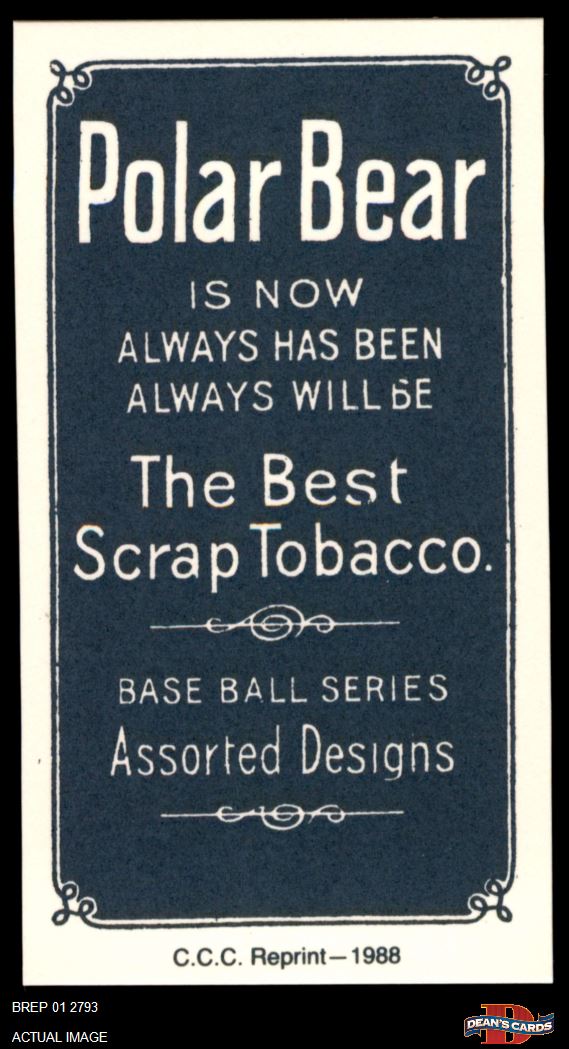 Polar Bear
IS NOW
ALWAYS HAS BEEN
ALWAYS WILL BE
The Best
Scrap Tobacco.
BASE BALL SERIES
Assorted Designs
C.C.C. Reprint—1988
BREP 01 2793
ACTUAL IMAGE
D
DEAN'S CARDS